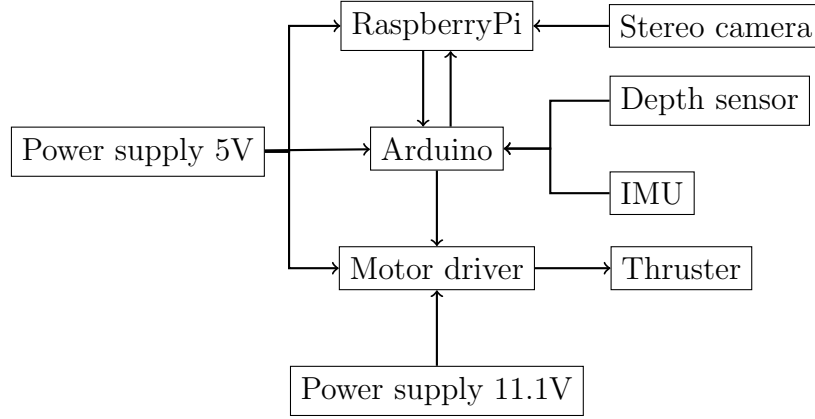 RaspberryPi
Stereo camera
Depth sensor
Power supply 5V
Arduino
IMU
Motor driver
Thruster
Power supply 11.1V